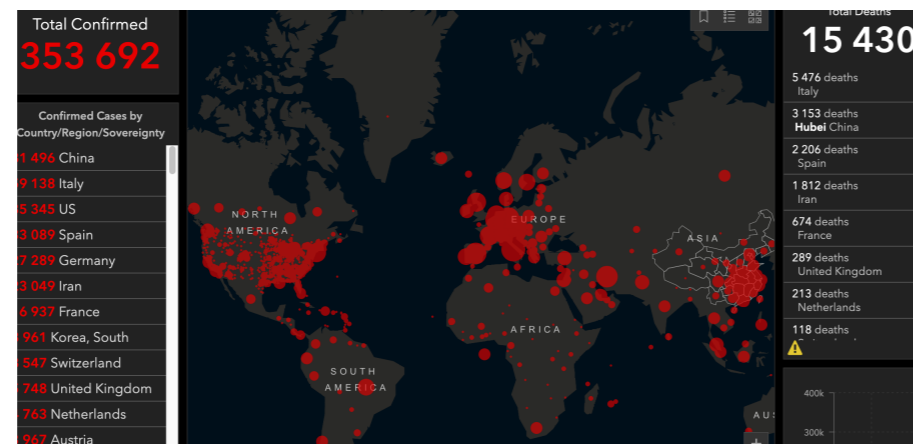 Total Confirmed
353 692
Confirmed Cases by
Country/Region/Sovereignty
1 496 China
9 138 Italy
5 345 US
3 089 Spain
7 289 Germany
3 049 Iran
6 937 France
961 Korea, South
547 Switzerland
748 United Kingdom
763 Netherlands
967 Austria
NORTH
AMERICA
EUROPE
ASIA
AFRICA
SOUTH
AMERICA
AU
Total Deaths
15 430
5 476 deaths
Italy
3 153 deaths
Hubei China
2 206 deaths
Spain
1 812 deaths
Iran
674 deaths
France
289 deaths
United Kingdom
213 deaths
Netherlands
118 deaths
400k
300k